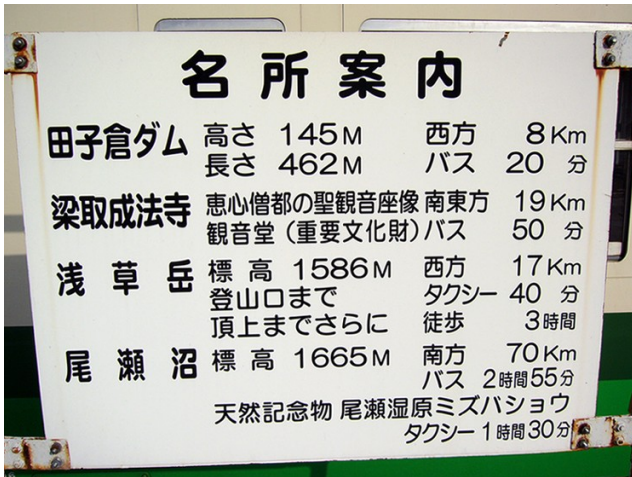 名所案内
田子倉ダム 高さ 145M 西方 8Km
長さ 462M バス 20 分
梁取成法寺 恵心僧都の聖観音座像 南東方 19Km
観音堂（重要文化財）バス 50 分
浅草岳 標高 1586M 西方 17Km
登山口まで タクシー 40 分
頂上までさらに 徒歩 3時間
尾瀬沼 標高 1665M 南方 70Km
バス 2時間55分
天然記念物 尾瀬湿原ミズバショウ
タクシー1時間30分